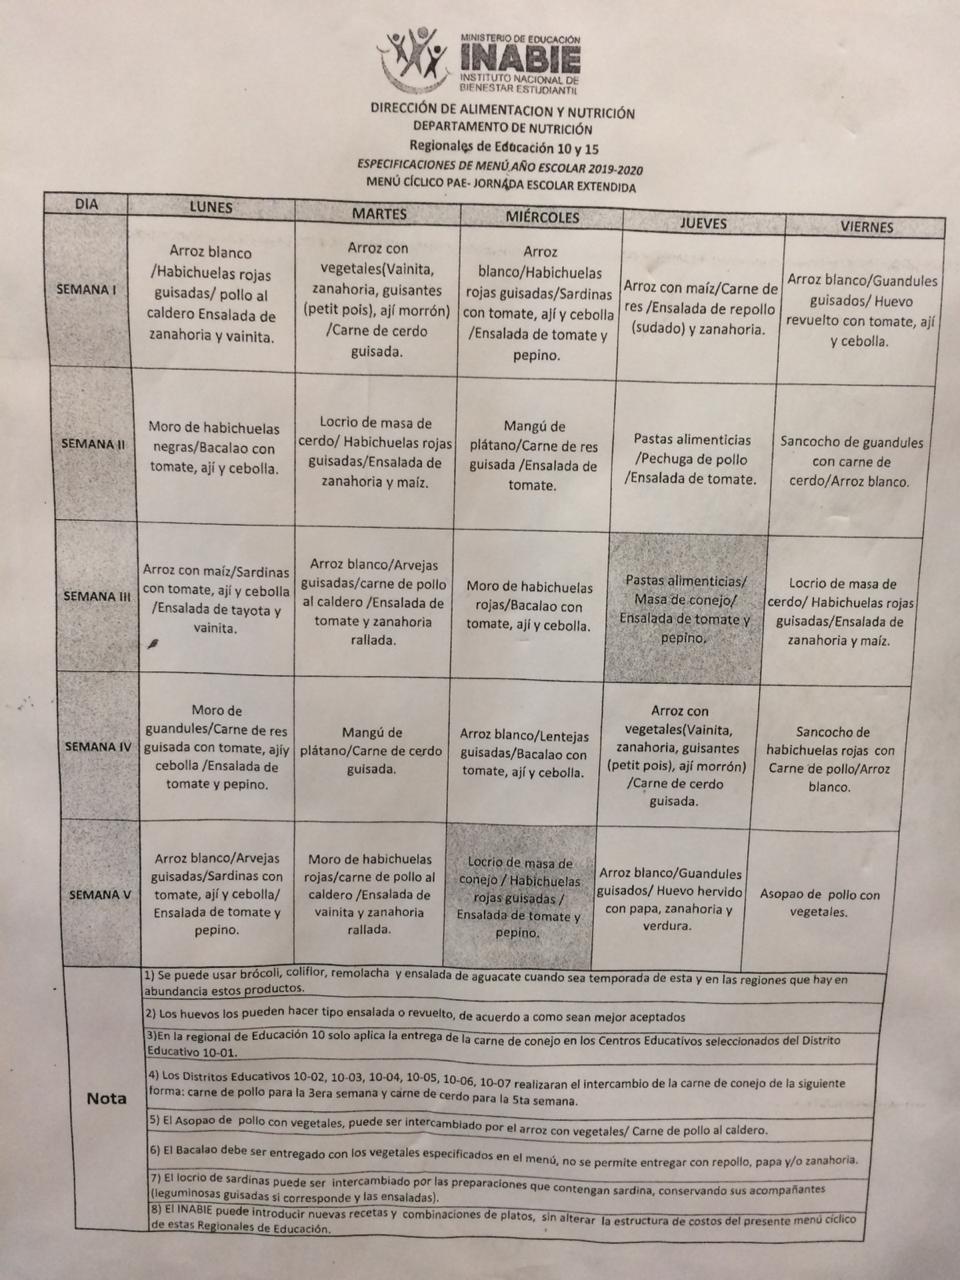 MINISTERIO DE EDUCACIÓN
INABIE
INSTITUTO NACIONAL DE
BIENESTAR ESTUDIANTIL
DIRECCIÓN DE ALIMENTACION Y NUTRICIÓN
DEPARTAMENTO DE NUTRICIÓN
Regionales de Educación 10 y 15
ESPECIFICACIONES DE MENÚ AÑO ESCOLAR 2019-2020
MENÚ CÍCLICO PAE- JORNADA ESCOLAR EXTENDIDA
DIA
LUNES
MARTES
MIÉRCOLES
JUEVES
VIERNES
SEMANA I
Arroz blanco
/Habichuelas rojas
guisadas/ pollo al
caldero Ensalada de
zanahoria y vainita.
Arroz con
vegetales(Vainita,
zanahoria, guisantes
(petit pois), ají morrón)
/Carne de cerdo
guisada.
Arroz
blanco/Habichuelas
rojas guisadas/Sardinas
con tomate, ají y cebolla
/Ensalada de tomate y
pepino.
Arroz con maíz/Carne de
res /Ensalada de repollo
(sudado) y zanahoria.
Arroz blanco/Guandules
guisados/ Huevo
revuelto con tomate, ají
y cebolla.
SEMANA II
Moro de habichuelas
negras/Bacalao con
tomate, ají y cebolla.
Locrio de masa de
cerdo/ Habichuelas rojas
guisadas/Ensalada de
zanahoria y maíz.
Mangú de
plátano/Carne de res
guisada /Ensalada de
tomate.
Pastas alimenticias
/Pechuga de pollo
/Ensalada de tomate.
Sancocho de guandules
con carne de
cerdo/Arroz blanco.
SEMANA III
Arroz con maíz/Sardinas
con tomate, ají y cebolla
/Ensalada de tayota y
vainita.
Arroz blanco/Arvejas
guisadas/carne de pollo
al caldero /Ensalada de
tomate y zanahoria
rallada.
Moro de habichuelas
rojas/Bacalao con
tomate, ají y cebolla.
Pastas alimenticias/
Masa de conejo/
Ensalada de tomate y
pepino.
Locrio de masa de
cerdo/ Habichuelas rojas
guisadas/Ensalada de
zanahoria y maíz.
SEMANA IV
Moro de
guandules/Carne de res
guisada con tomate, ajíy
cebolla /Ensalada de
tomate y pepino.
Mangú de
plátano/Carne de cerdo
guisada.
Arroz blanco/Lentejas
guisadas/Bacalao con
tomate, ají y cebolla.
Arroz con
vegetales(Vainita,
zanahoria, guisantes
(petit pois), ají morrón)
/Carne de cerdo
guisada.
Sancocho de
habichuelas rojas con
Carne de pollo/Arroz
blanco.
SEMANA V
Arroz blanco/Arvejas
guisadas/Sardinas con
tomate, ají y cebolla/
Ensalada de tomate y
pepino.
Moro de habichuelas
rojas/carne de pollo al
caldero /Ensalada de
vainita y zanahoria
rallada.
Locrio de masa de
conejo / Habichuelas
rojas guisadas /
Ensalada de tomate y
pepino.
Arroz blanco/Guandules
guisados/ Huevo hervido
con papa, zanahoria y
verdura.
Asopao de pollo con
vegetales.
Nota
1) Se puede usar brócoli, coliflor, remolacha y ensalada de aguacate cuando sea temporada de esta y en las regiones que hay en
abundancia estos productos.
2) Los huevos los pueden hacer tipo ensalada o revuelto, de acuerdo a como sean mejor aceptados
3)En la regional de Educación 10 solo aplica la entrega de la carne de conejo en los Centros Educativos seleccionados del Distrito
Educativo 10-01.
4) Los Distritos Educativos 10-02, 10-03, 10-04, 10-05, 10-06, 10-07 realizaran el intercambio de la carne de conejo de la siguiente
forma: carne de pollo para la 3era semana y carne de cerdo para la 5ta semana.
5) El Asopao de pollo con vegetales, puede ser intercambiado por el arroz con vegetales/ Carne de pollo al caldero.
6) El Bacalao debe ser entregado con los vegetales especificados en el menú, no se permite entregar con repollo, papa y/o zanahoria.
7) El locrio de sardinas puede ser intercambiado por las preparaciones que contengan sardina, conservando sus acompañantes
(leguminosas guisadas si corresponde y las ensaladas).
8) El INABIE puede introducir nuevas recetas y combinaciones de platos, sin alterar la estructura de costos del presente menú cíclico
de estas Regionales de Educación.